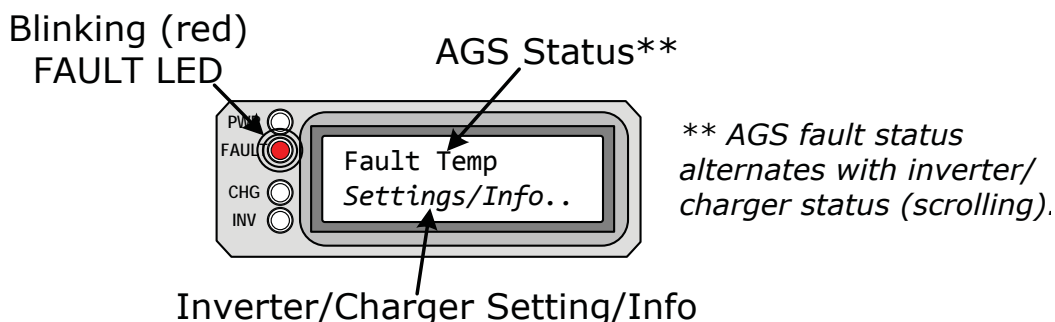 Blinking (red)
FAULT LED
AGS Status**
PWR
FAULT
CHG
INV
Fault Temp
Settings/Info..
** AGS fault status
alternates with inverter/
charger status (scrolling).
Inverter/Charger Setting/Info